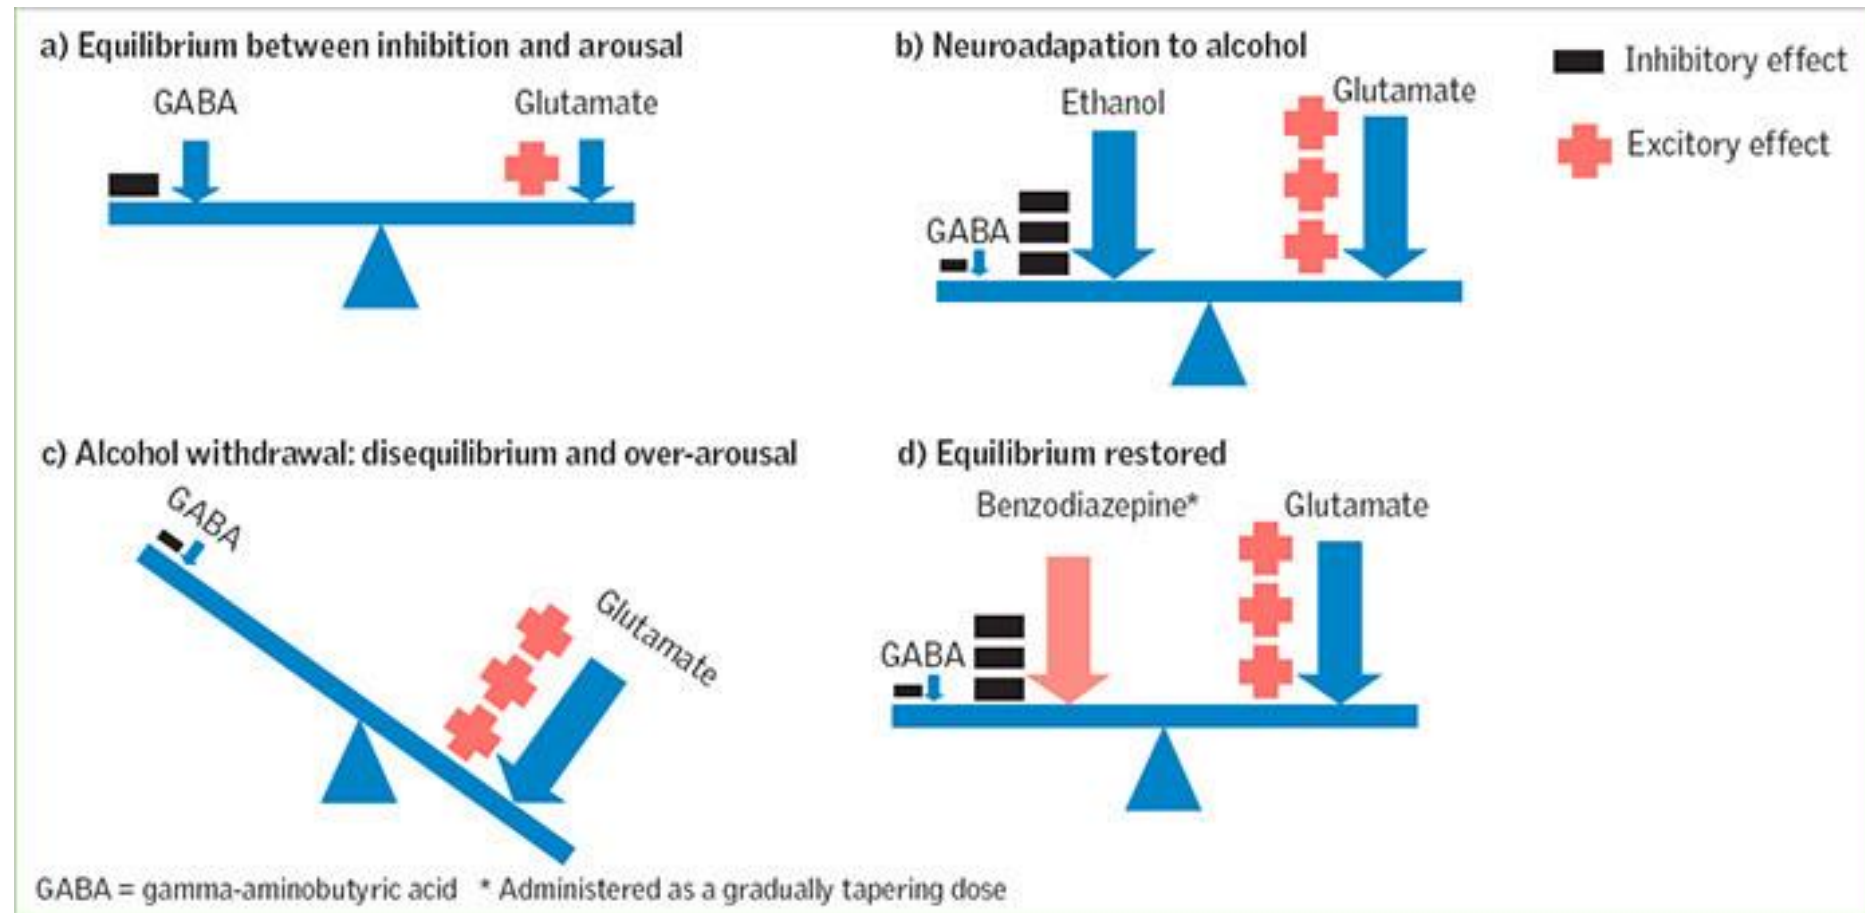 a) Equilibrium between inhibition and arousal
GABA
Glutamate
b) Neuroadapation to alcohol
Ethanol
Glutamate
GABA
Inhibitory effect
Excitory effect
c) Alcohol withdrawal: disequilibrium and over-arousal
GABA
Glutamate
d) Equilibrium restored
Benzodiazepine*
Glutamate
GABA
GABA = gamma-aminobutyric acid * Administered as a gradually tapering dose